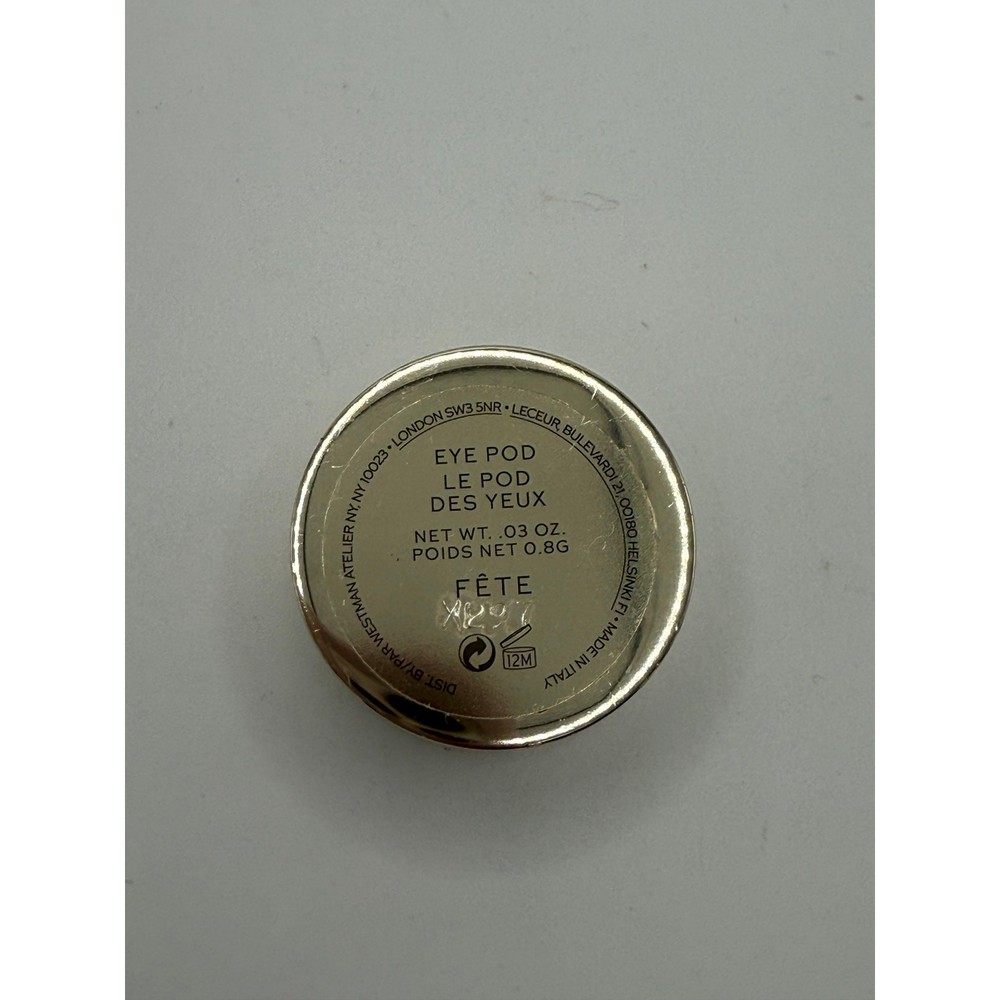 DIST. BY/PAR WESTMAN ATELIER NY, NY 10023 • LONDON SW3 5NR • LECEUR, BULEVARDI 21, 00180 HELSINKI FI • MADE IN ITALY
EYE POD
LE POD
DES YEUX
NET WT. .03 OZ.
POIDS NET 0.8G
FÊTE
12M